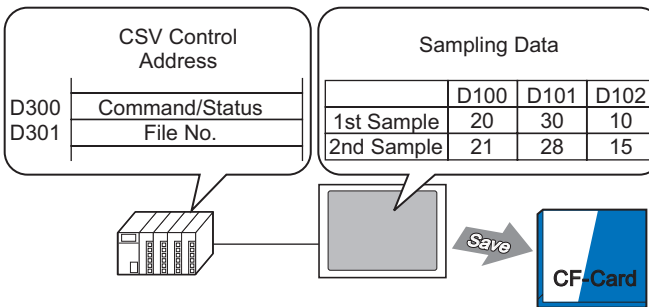 CSV Control
Address
D300 Command/Status
D301 File No.
Sampling Data
D100 D101 D102
1st Sample 20 30 10
2nd Sample 21 28 15
Save
CF-Card